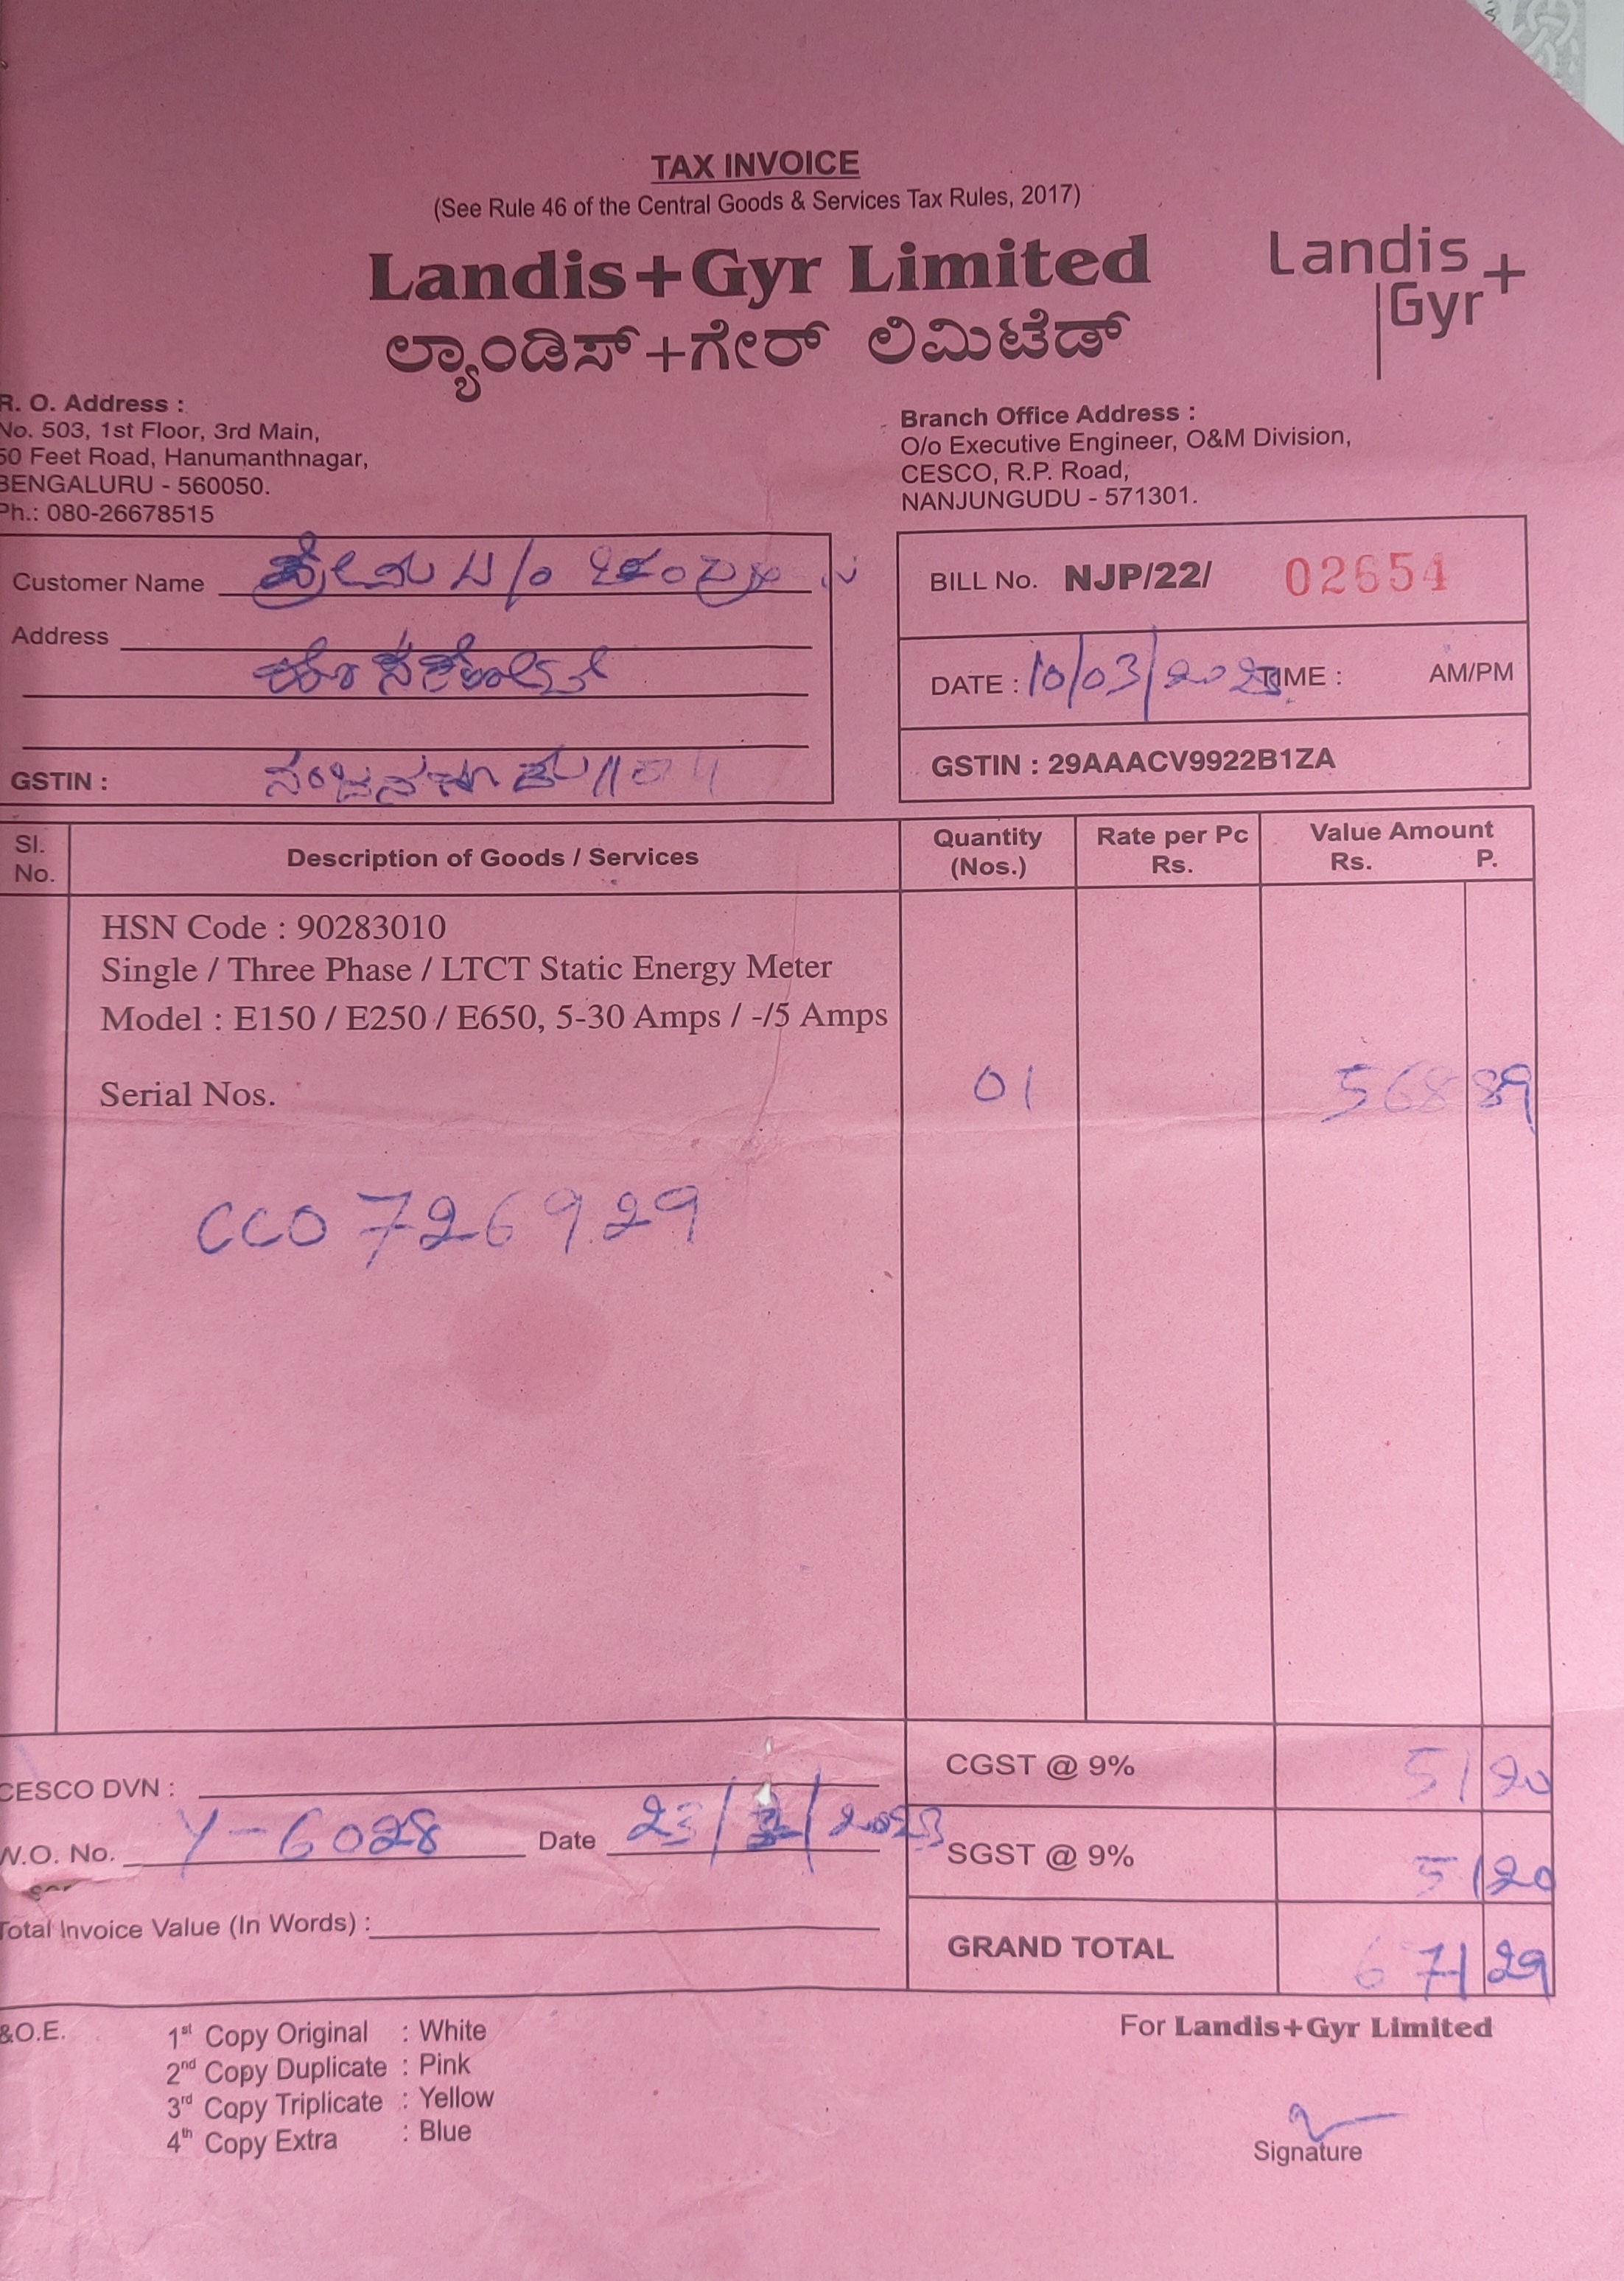 TAX INVOICE
(See Rule 46 of the Central Goods & Services Tax Rules, 2017)
Landis+Gyr Limited
ಲ್ಯಾಂಡಿಸ್+ಗೇರ್ ಲಿಮಿಟೆಡ್
Landis
Gyr+
R. O. Address :
No. 503, 1st Floor, 3rd Main,
50 Feet Road, Hanumanthnagar,
BENGALURU - 560050.
Ph.: 080-26678515
Branch Office Address :
O/o Executive Engineer, O&M Division,
CESCO, R.P. Road,
NANJUNGUDU - 571301.
Customer Name
Address
GSTIN :
BILL No. NJP/22/ 02654
DATE : 10/03/2023 TIME : AM/PM
GSTIN : 29AAACV9922B1ZA
Sl. No. Description of Goods / Services Quantity (Nos.) Rate per Pc Rs. Value Amount Rs. P.
HSN Code : 90283010
Single / Three Phase / LTCT Static Energy Meter
Model : E150 / E250 / E650, 5-30 Amps / -/5 Amps
Serial Nos. 01 568 89
CC0726929
CGST @ 9% 51 20
CESCO DVN :
W.O. No. Y-6028 Date 23/2/2023
SGST @ 9% 51 20
Total Invoice Value (In Words) :
GRAND TOTAL 671 29
&O.E.
1st Copy Original : White
2nd Copy Duplicate : Pink
3rd Copy Triplicate : Yellow
4th Copy Extra : Blue
For Landis+Gyr Limited
Signature